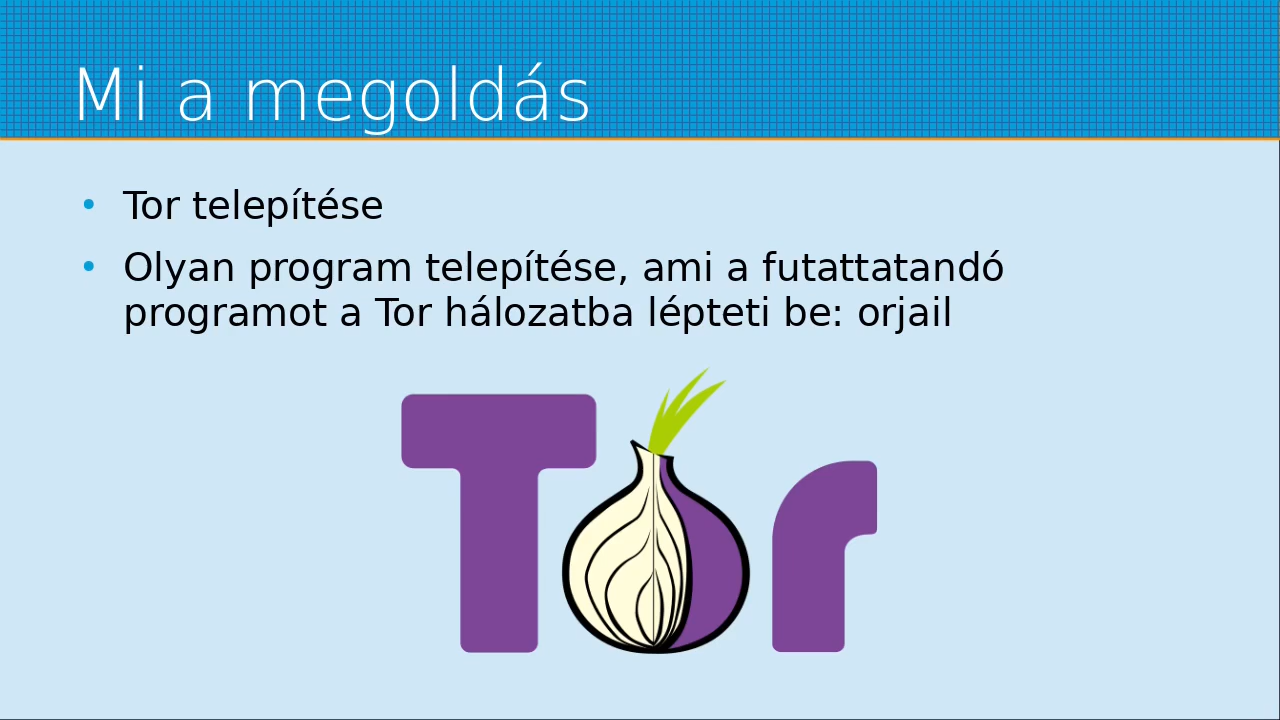 Mi a megoldás
• Tor telepítése
• Olyan program telepítése, ami a futattatandó
programot a Tor hálozatba lépteti be: orjail
Tor